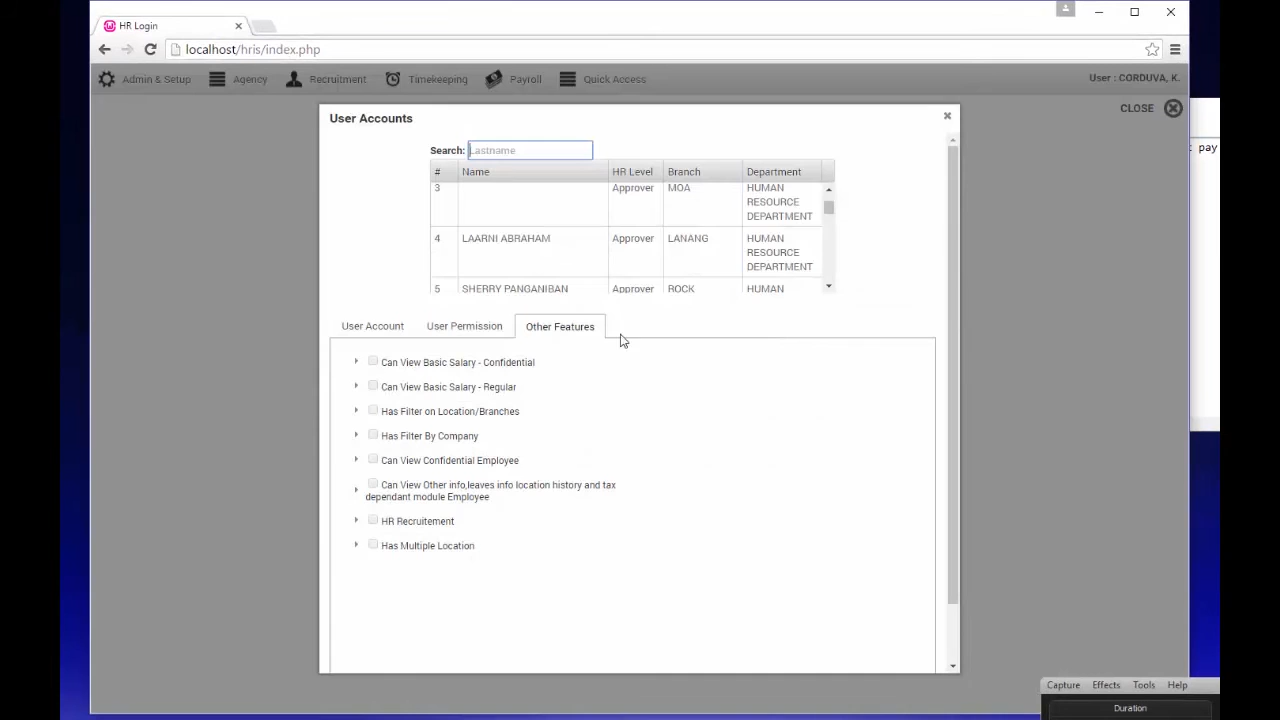 HR Login
localhost/hris/index.php
Admin & Setup Agency Recruitment Timekeeping Payroll Quick Access User : CORDUVA, K.
CLOSE
User Accounts
Search: Lastname
# Name HR Level Branch Department
3 Approver MOA HUMAN
RESOURCE
DEPARTMENT
4 LAARNI ABRAHAM Approver LANANG HUMAN
RESOURCE
DEPARTMENT
5 SHERRY PANGANIBAN Approver ROCK HUMAN
User Account User Permission Other Features
Can View Basic Salary - Confidential
Can View Basic Salary - Regular
Has Filter on Location/Branches
Has Filter By Company
Can View Confidential Employee
Can View Other info,leaves info location history and tax
dependant module Employee
HR Recruitement
Has Multiple Location
pay
Capture Effects Tools Help
Duration